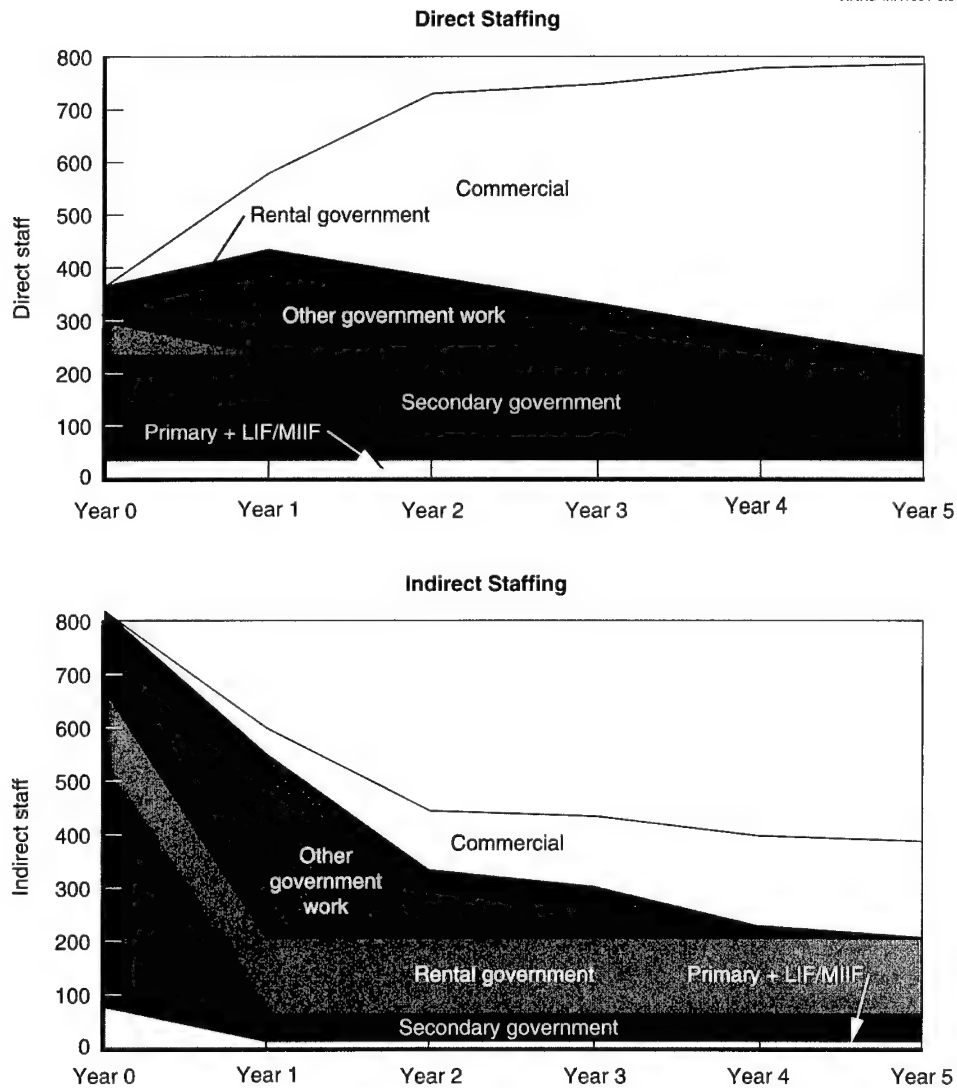 Direct Staffing
800
700
600
500
400
300
200
100
0
Direct staff
Commercial
Rental government
Other government work
Secondary government
Primary + LIF/MIIF
Year 0 Year 1 Year 2 Year 3 Year 4 Year 5
Indirect Staffing
800
700
600
500
400
300
200
100
0
Indirect staff
Commercial
Other
government
work
Rental government Primary + LIF/MIIF
Secondary government
Year 0 Year 1 Year 2 Year 3 Year 4 Year 5